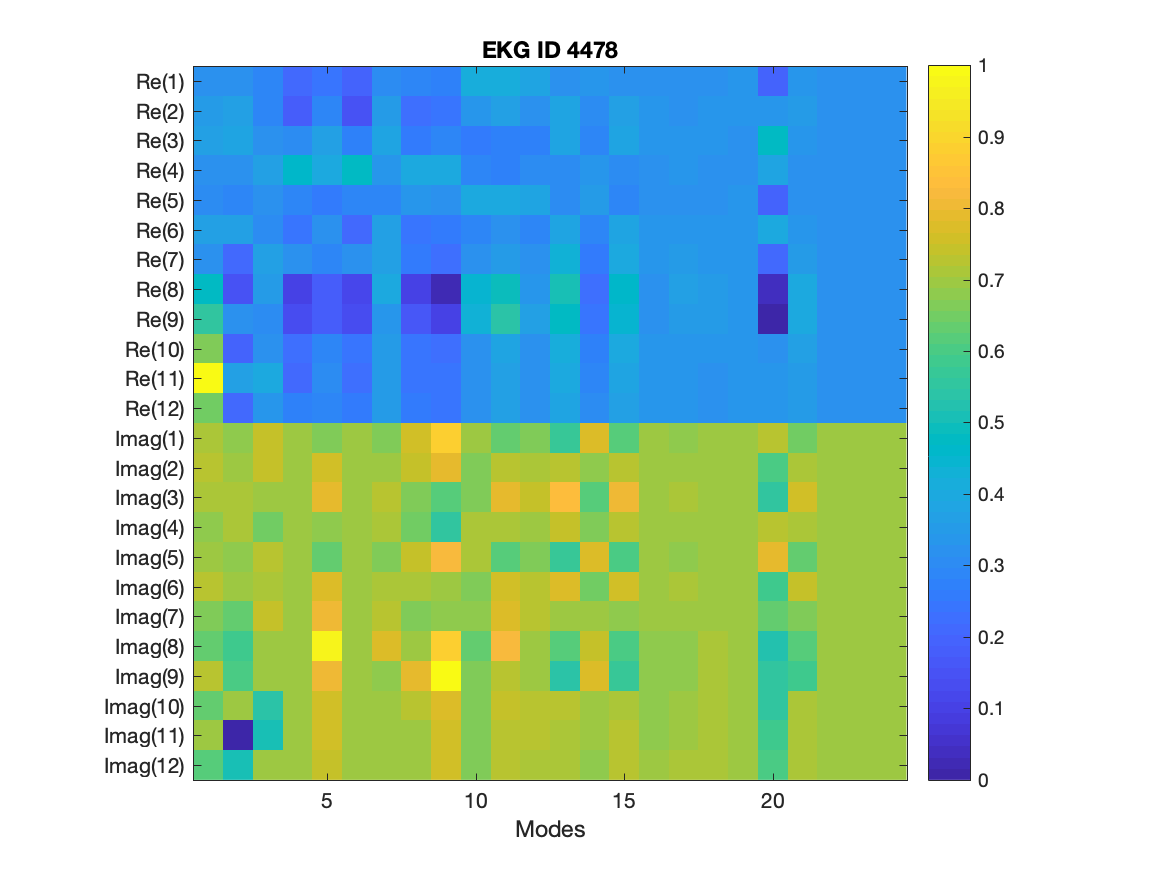 EKG ID 4478
Re(1)
Re(2)
Re(3)
Re(4)
Re(5)
Re(6)
Re(7)
Re(8)
Re(9)
Re(10)
Re(11)
Re(12)
Imag(1)
Imag(2)
Imag(3)
Imag(4)
Imag(5)
Imag(6)
Imag(7)
Imag(8)
Imag(9)
Imag(10)
Imag(11)
Imag(12)
5 10 15 20
Modes
1
0.9
0.8
0.7
0.6
0.5
0.4
0.3
0.2
0.1
0